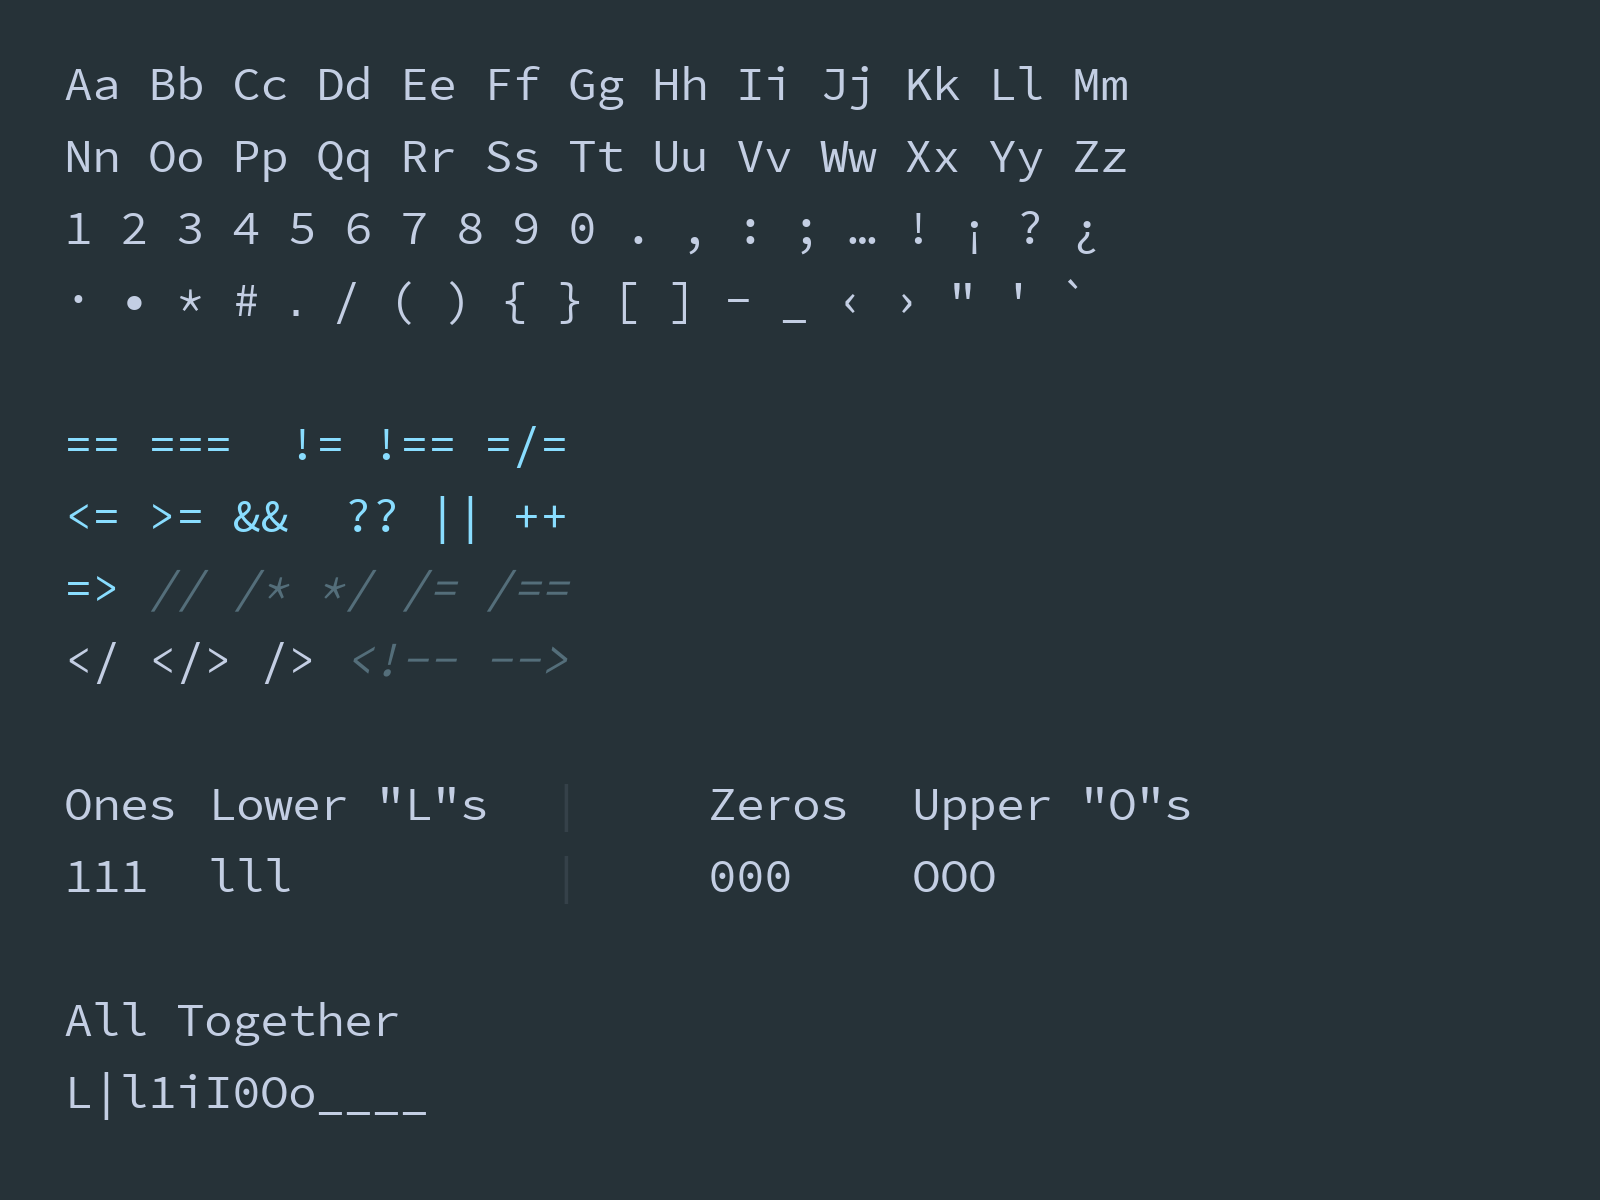 Aa Bb Cc Dd Ee Ff Gg Hh Ii Jj Kk Ll Mm
Nn Oo Pp Qq Rr Ss Tt Uu Vv Ww Xx Yy Zz
1 2 3 4 5 6 7 8 9 0 . , : ; … ! ¡ ? ¿
· • * # . / ( ) { } [ ] - _ ‹ › " ' `
== === != !== =/=
<= >= && ?? || ++
=> // /* */ /= /==
</ </> /> <!-- -->
Ones Lower "L"s | Zeros Upper "O"s
111 lll | 000 OOO
All Together
L|l1iI0Oo____